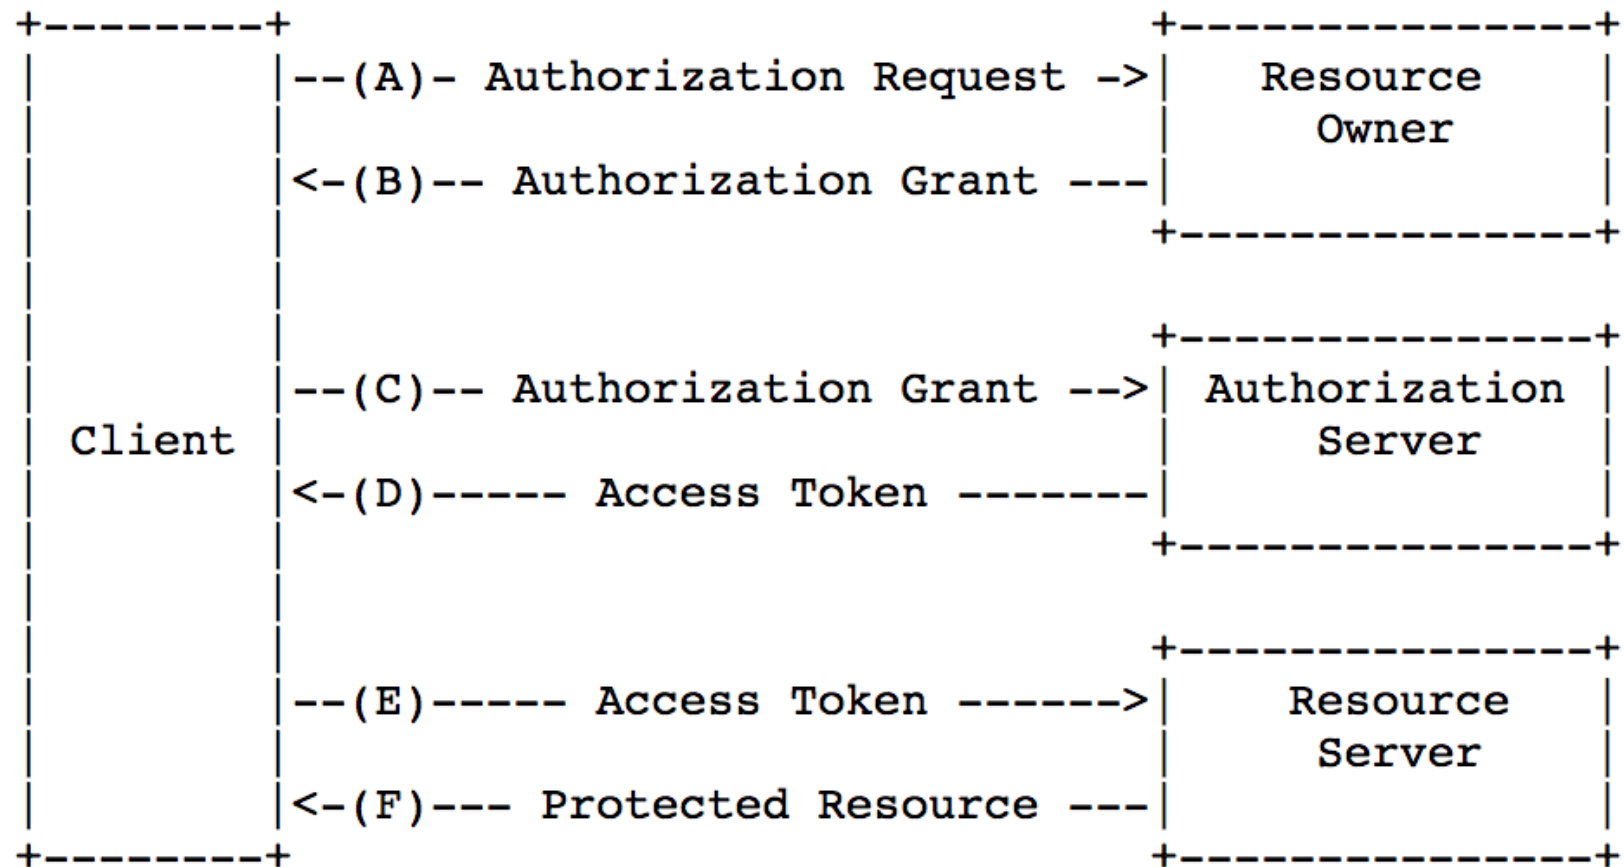 +--------+                               +---------------+
|        |--(A)- Authorization Request ->|   Resource    |
|        |                               |     Owner     |
|        |<-(B)-- Authorization Grant ---|               |
|        |                               +---------------+
|        |
|        |                               +---------------+
|        |--(C)-- Authorization Grant -->| Authorization |
| Client |                               |     Server    |
|        |<-(D)----- Access Token -------|               |
|        |                               +---------------+
|        |
|        |                               +---------------+
|        |--(E)----- Access Token ------>|    Resource   |
|        |                               |     Server    |
|        |<-(F)--- Protected Resource ---|               |
+--------+                               +---------------+